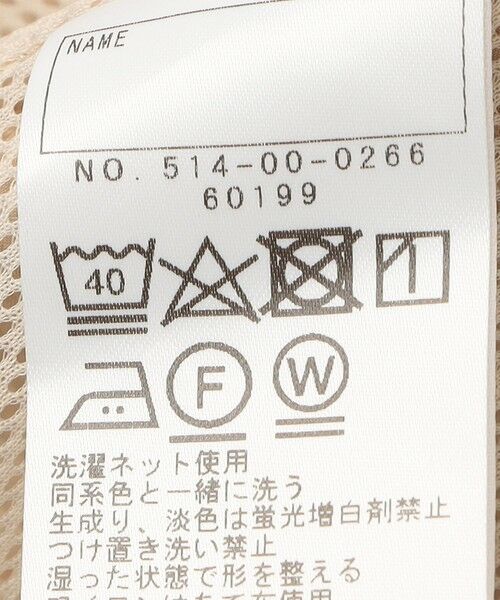 NAME
NO. 514-00-0266
60199
40
F W
洗濯ネット使用
同系色と一緒に洗う
生成り、淡色は蛍光増白剤禁止
つけ置き洗い禁止
湿った状態で形を整える